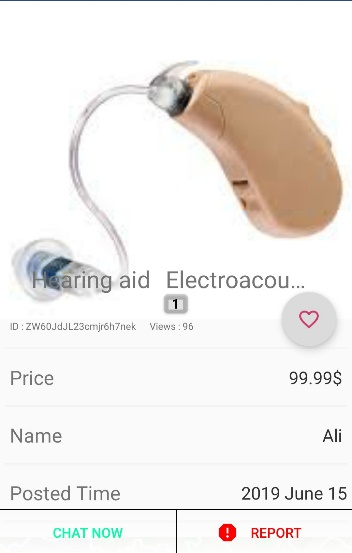 Hearing aid Electroacou...
1
ID : ZW60JdJL23cmjr6h7nek Views : 96
Price 99.99$
Name Ali
Posted Time 2019 June 15
CHAT NOW REPORT